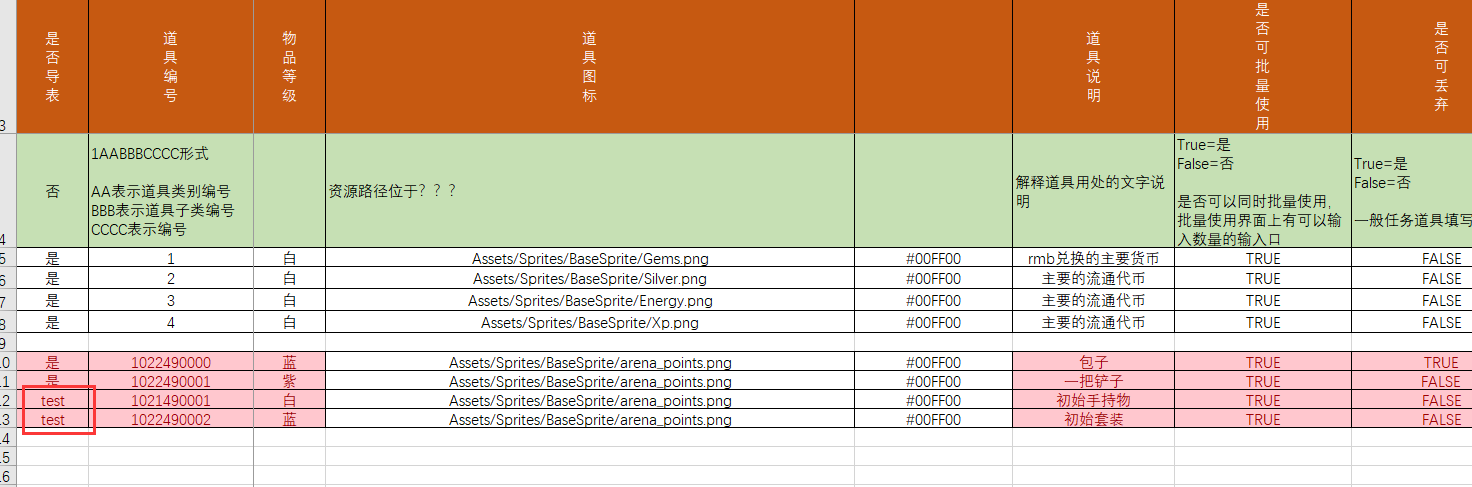 3 是否导表 道具编号 物品等级 道具图标 道具说明 是否可批量使用 是否可丢弃
4 否
1AABBBCCCC形式
AA表示道具类别编号
BBB表示道具子类编号
CCCC表示编号
资源路径位于？？？
解释道具用处的文字说
明
True=是
False=否
是否可以同时批量使用，
批量使用界面上有可以输
入数量的输入口
True=是
False=否
一般任务道具填写
5 是 1 白 Assets/Sprites/BaseSprite/Gems.png #00FF00 rmb兑换的主要货币 TRUE FALSE
6 是 2 白 Assets/Sprites/BaseSprite/Silver.png #00FF00 主要的流通代币 TRUE FALSE
7 是 3 白 Assets/Sprites/BaseSprite/Energy.png #00FF00 主要的流通代币 TRUE FALSE
8 是 4 白 Assets/Sprites/BaseSprite/Xp.png #00FF00 主要的流通代币 TRUE FALSE
9
10 是 1022490000 蓝 Assets/Sprites/BaseSprite/arena_points.png #00FF00 包子 TRUE TRUE
11 是 1022490001 紫 Assets/Sprites/BaseSprite/arena_points.png #00FF00 一把铲子 TRUE FALSE
12 test 1021490001 白 Assets/Sprites/BaseSprite/arena_points.png #00FF00 初始手持物 TRUE FALSE
13 test 1022490002 蓝 Assets/Sprites/BaseSprite/arena_points.png #00FF00 初始套装 TRUE FALSE
14
15
16